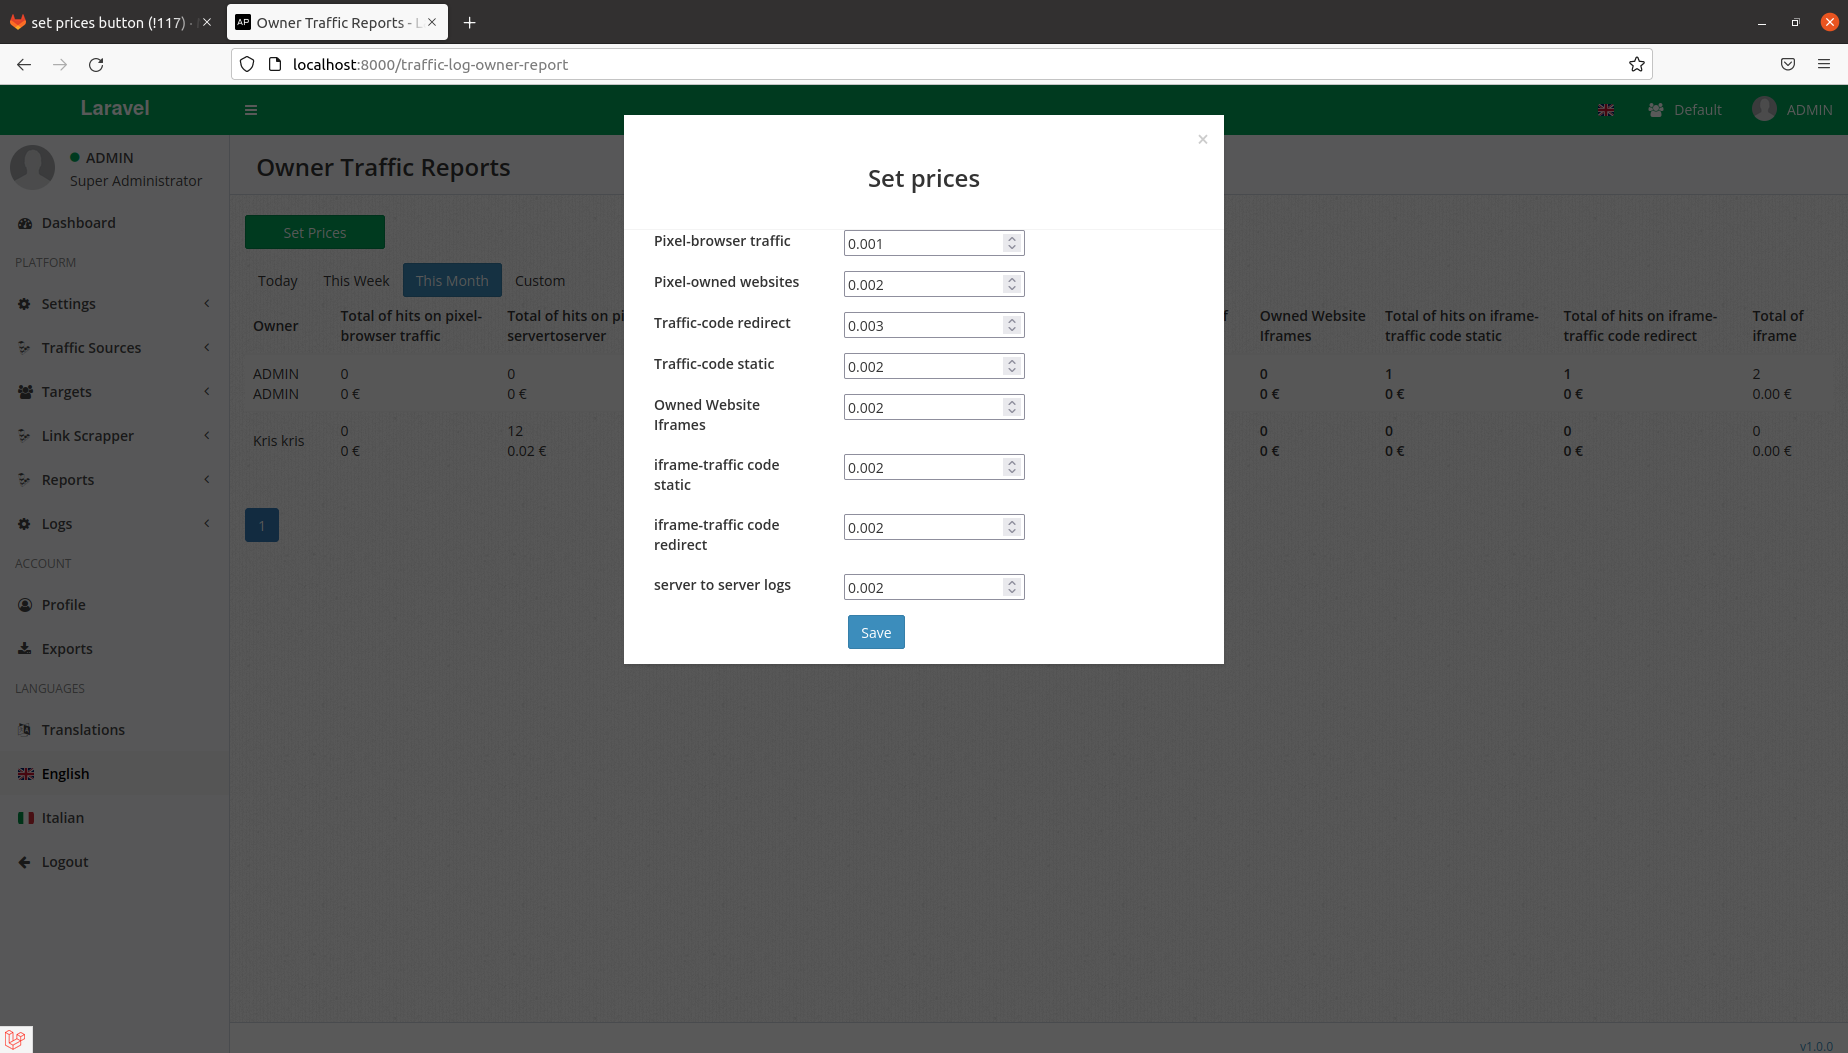 set prices button (!117) ·
Owner Traffic Reports - L
localhost:8000/traffic-log-owner-report
Laravel
Default
ADMIN
ADMIN
Super Administrator
Dashboard
PLATFORM
Settings
Traffic Sources
Targets
Link Scrapper
Reports
Logs
ACCOUNT
Profile
Exports
LANGUAGES
Translations
English
Italian
Logout
Owner Traffic Reports
Set Prices
Today This Week This Month Custom
Owner
Total of hits on pixel-
browser traffic
Total of hits on pi
servertoserver
f
Owned Website
Iframes
Total of hits on iframe-
traffic code static
Total of hits on iframe-
traffic code redirect
Total of
iframe
ADMIN
ADMIN
0
0 €
0
0 €
0
0 €
1
0 €
1
0 €
2
0.00 €
Kris kris
0
0 €
12
0.02 €
0
0 €
0
0 €
0
0 €
0
0.00 €
1
×
Set prices
Pixel-browser traffic 0.001
Pixel-owned websites 0.002
Traffic-code redirect 0.003
Traffic-code static 0.002
Owned Website
Iframes
0.002
iframe-traffic code
static
0.002
iframe-traffic code
redirect
0.002
server to server logs 0.002
Save
v1.0.0